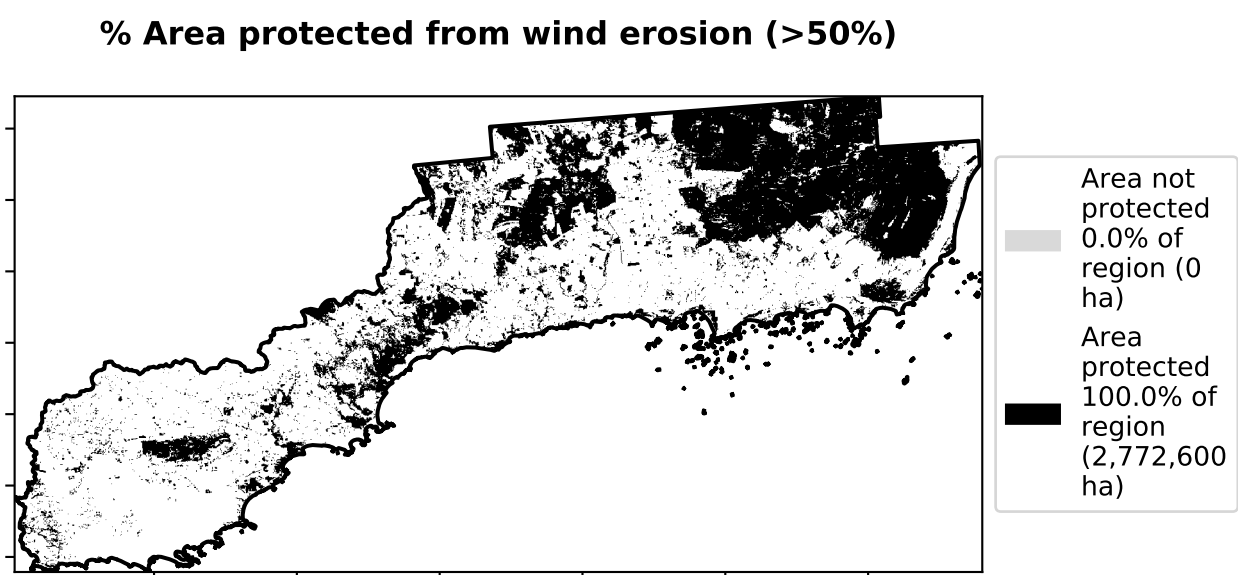 % Area protected from wind erosion (>50%)
Area not
protected
0.0% of
region (0
ha)
Area
protected
100.0% of
region
(2,772,600
ha)